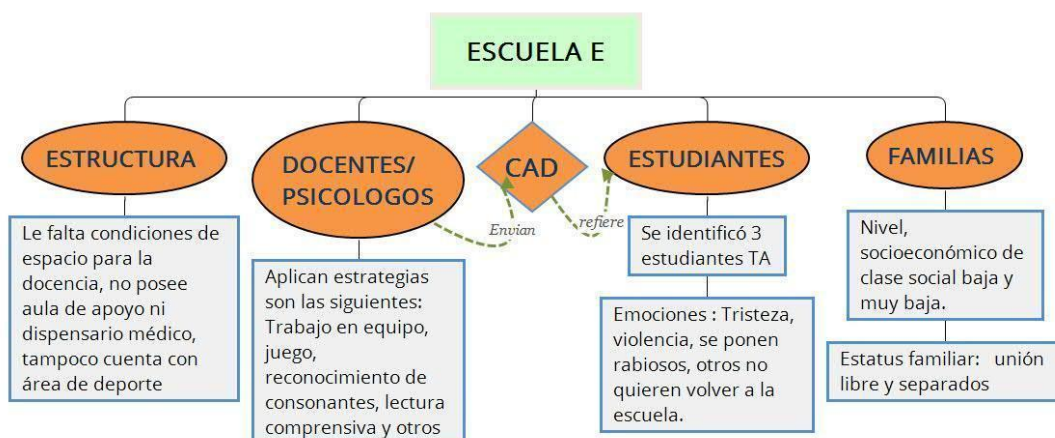 ESCUELA E
ESTRUCTURA
Le falta condiciones de
espacio para la
docencia, no posee
aula de apoyo ni
dispensario médico,
tampoco cuenta con
área de deporte
DOCENTES/
PSICOLOGOS
Aplican estrategias
son las siguientes:
Trabajo en equipo,
juego,
reconocimiento de
consonantes, lectura
comprensiva y otros
Envian
CAD
refiere
ESTUDIANTES
Se identificó 3
estudiantes TA
Emociones : Tristeza,
violencia, se ponen
rabiosos, otros no
quieren volver a la
escuela.
FAMILIAS
Nivel,
socioeconómico de
clase social baja y
muy baja.
Estatus familiar: unión
libre y separados